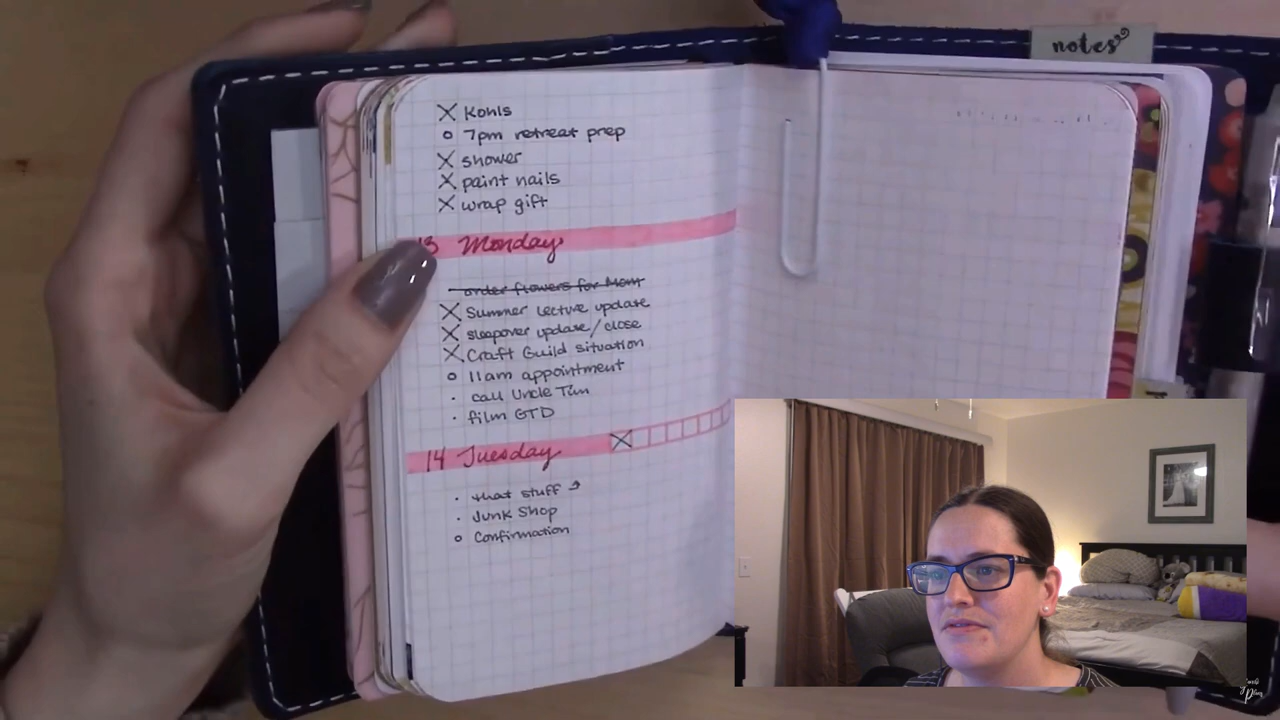 notes
X Kohls
o 7pm retreat prep
X shower
X paint nails
X wrap gift
13 Monday
order flowers for Mom
X Summer lecture update
X sleepover update/close
X Craft Guild situation
o 11am appointment
· call Uncle Tim
· film GTD
14 Tuesday
· that stuff ⤴
· Junk Shop
o Confirmation
Plans